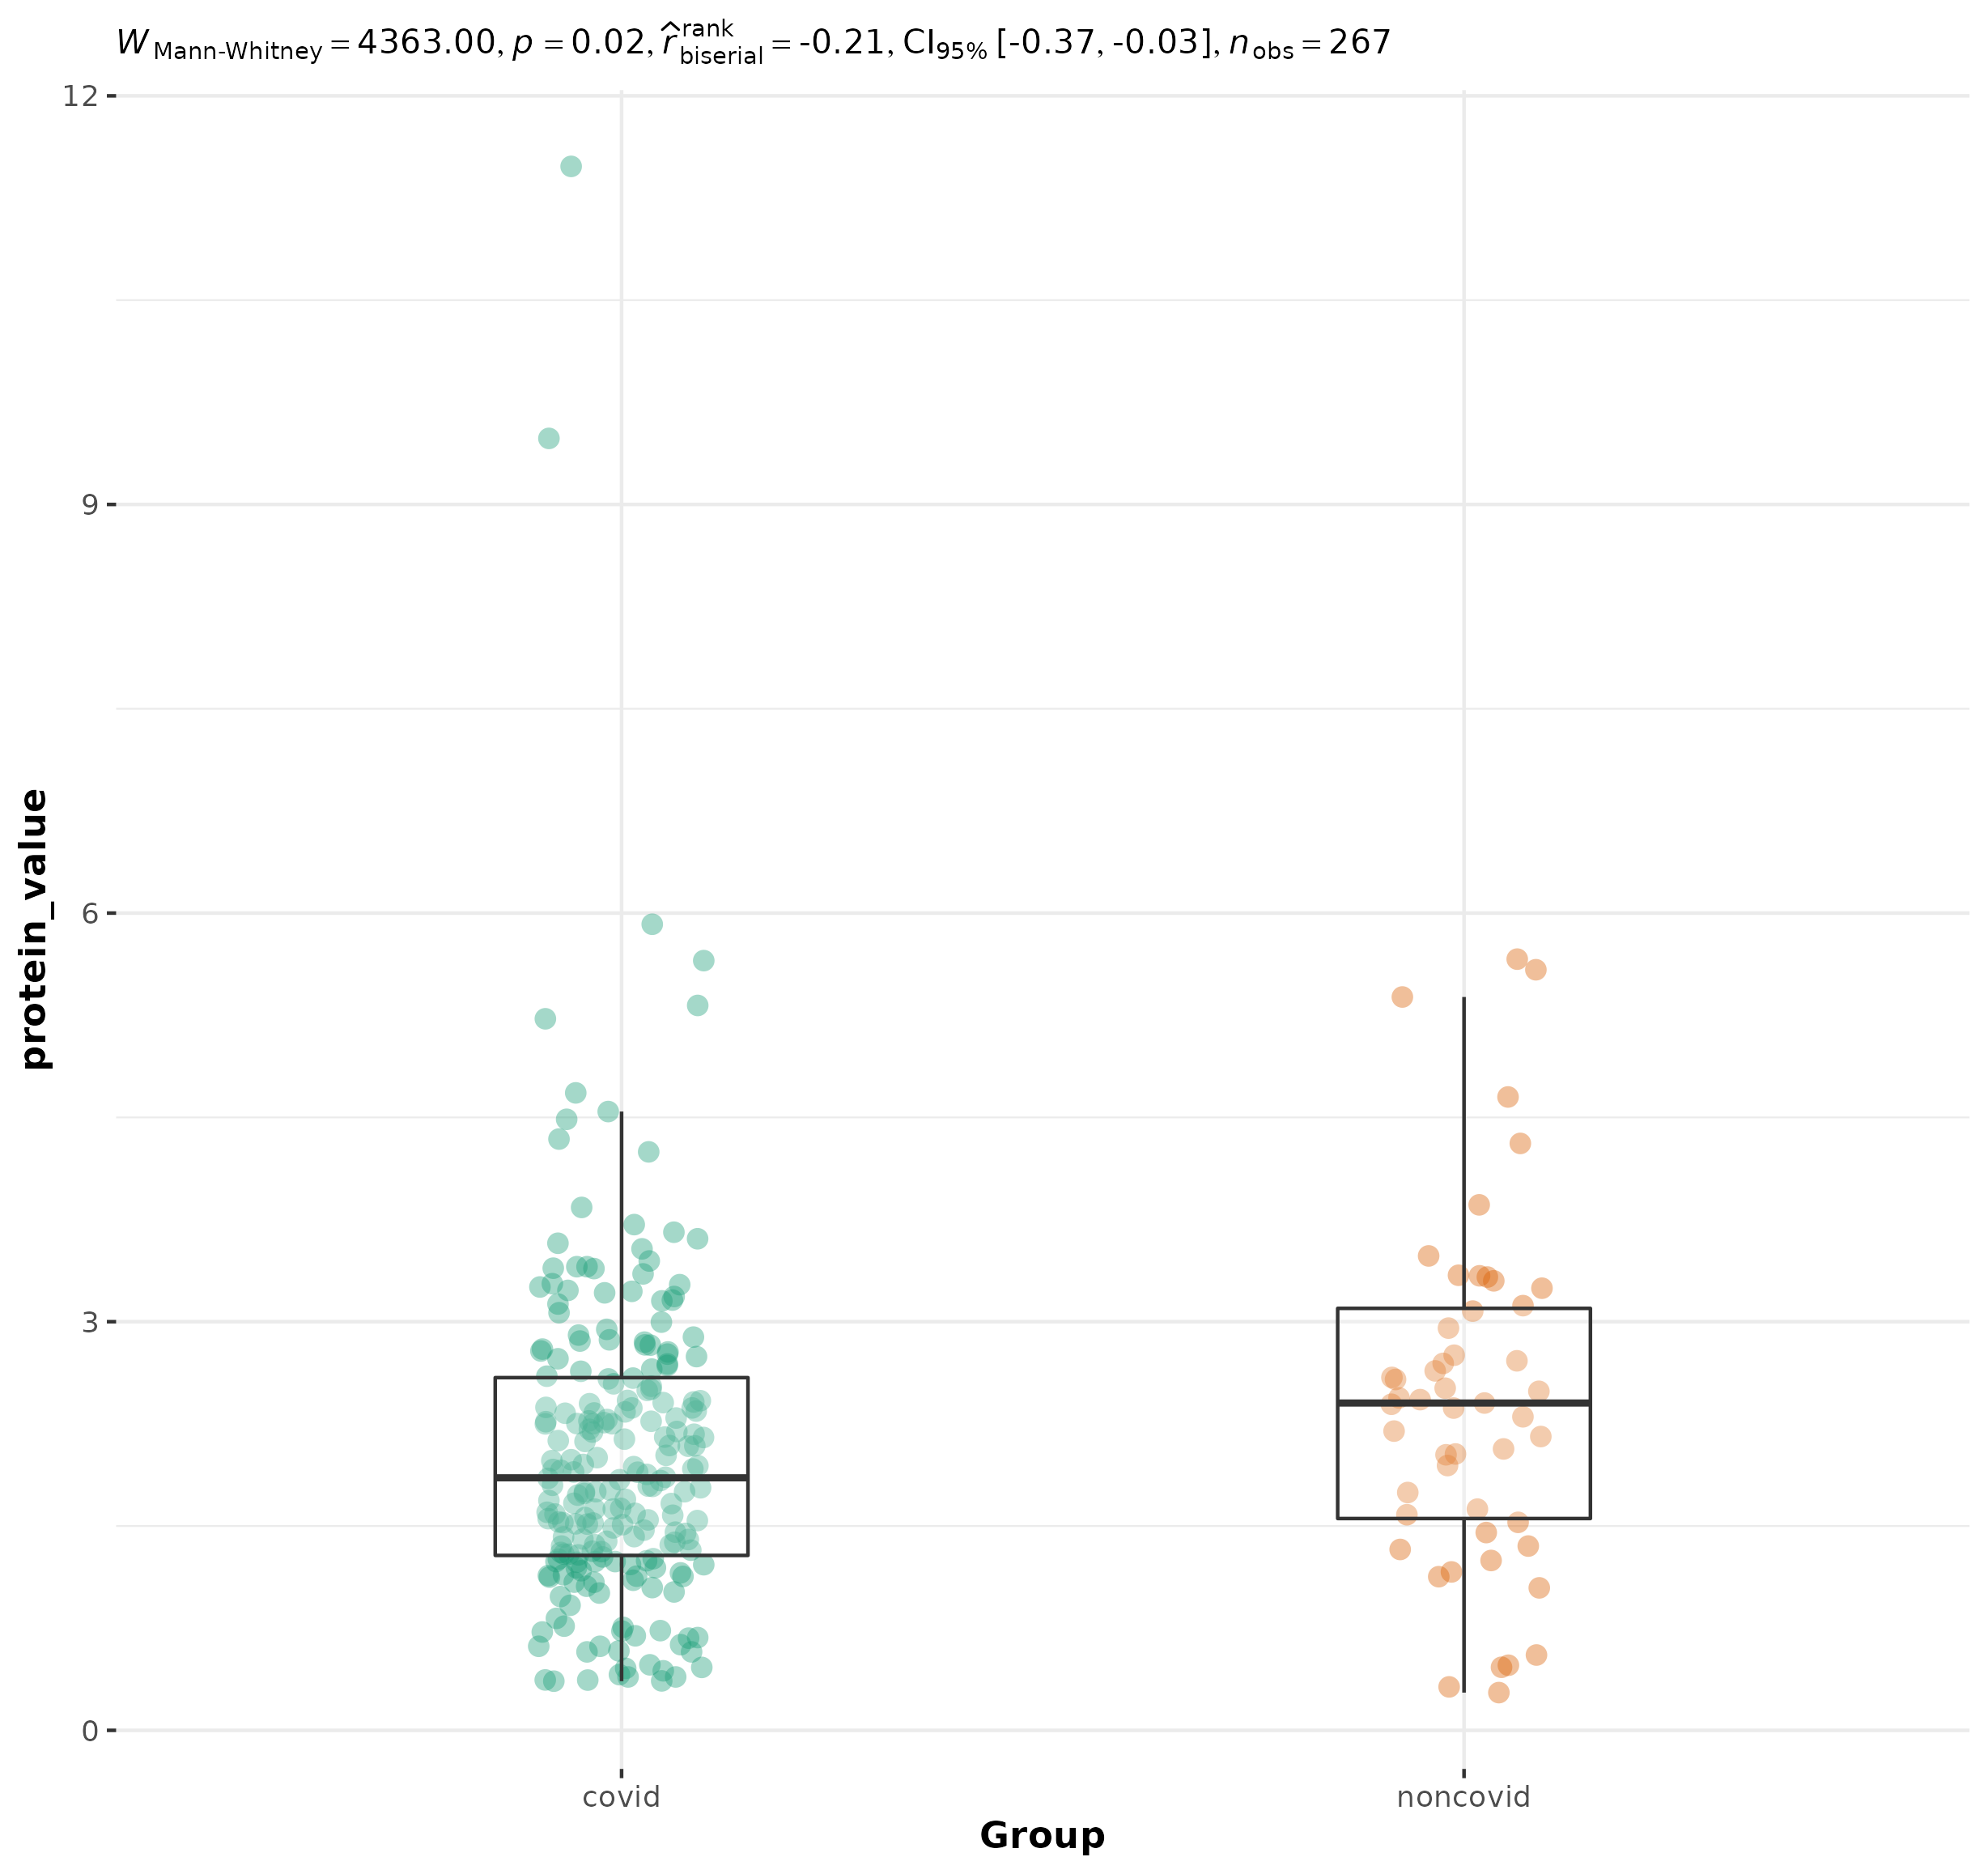 W Mann-Whitney = 4363.00, p = 0.02, r̂ rank biserial = -0.21, CI95% [-0.37, -0.03], nobs = 267
12
9
6
3
0
protein_value
covid noncovid
Group